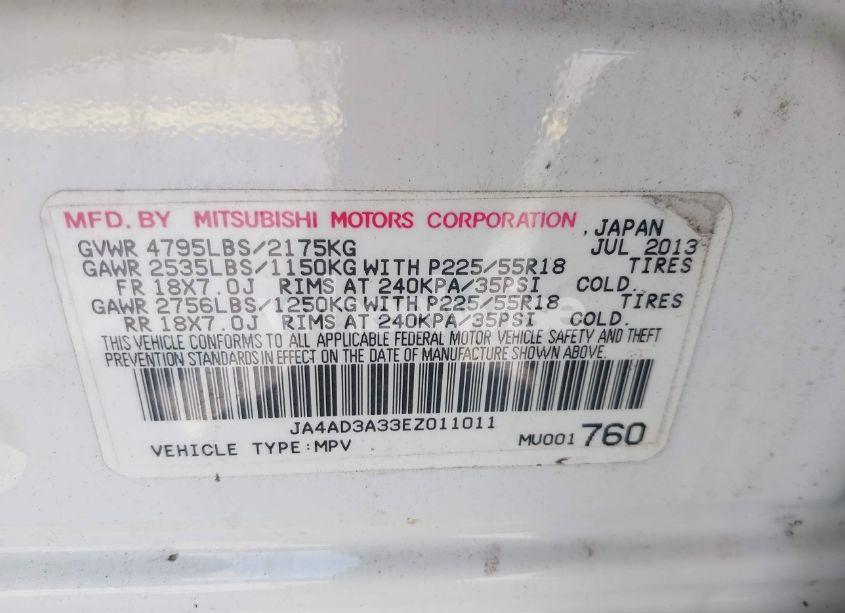 MFD. BY MITSUBISHI MOTORS CORPORATION , JAPAN
GVWR 4795LBS/2175KG JUL 2013
GAWR 2535LBS/1150KG WITH P225/55R18 TIRES
FR 18X7.0J RIMS AT 240KPA/35PSI COLD.
GAWR 2756LBS/1250KG WITH P225/55R18 TIRES
RR 18X7.0J RIMS AT 240KPA/35PSI COLD.
THIS VEHICLE CONFORMS TO ALL APPLICABLE FEDERAL MOTOR VEHICLE SAFETY AND THEFT
PREVENTION STANDARDS IN EFFECT ON THE DATE OF MANUFACTURE SHOWN ABOVE.
JA4AD3A33EZ011011
VEHICLE TYPE:MPV MU001 760